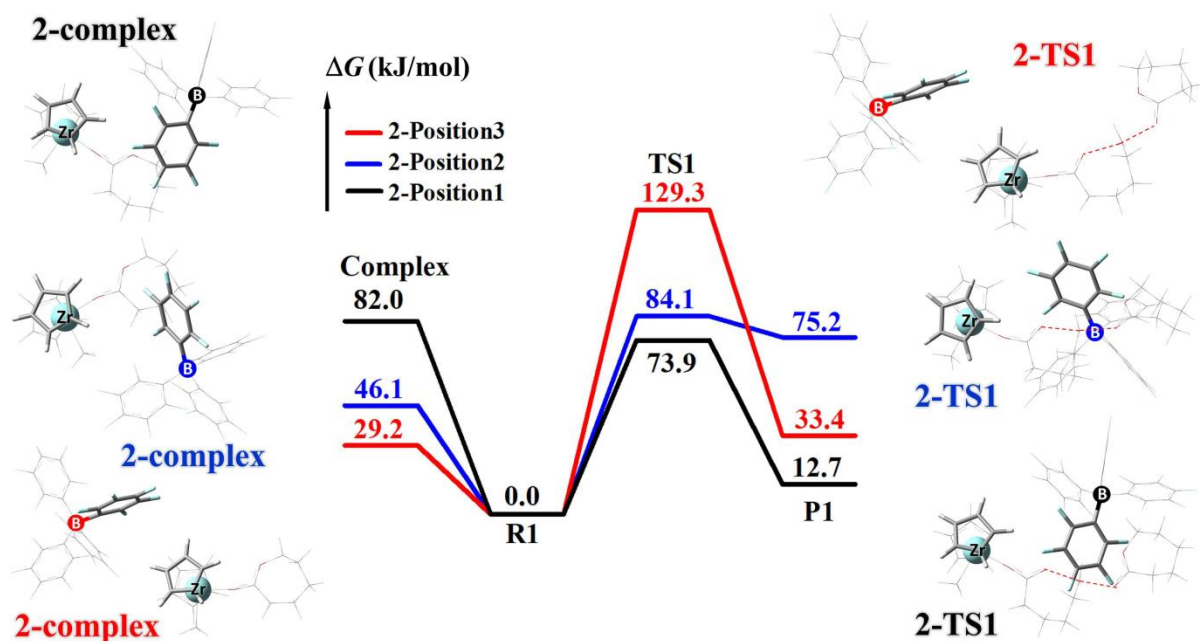 2-complex
Zr
B
ΔG (kJ/mol)
2-Position3
2-Position2
2-Position1
2-TS1
B
Zr
Zr
B
2-complex
Complex
82.0
46.1
29.2
0.0
R1
TS1
129.3
84.1
73.9
75.2
33.4
12.7
P1
Zr
B
2-TS1
B
Zr
2-complex
B
Zr
2-TS1